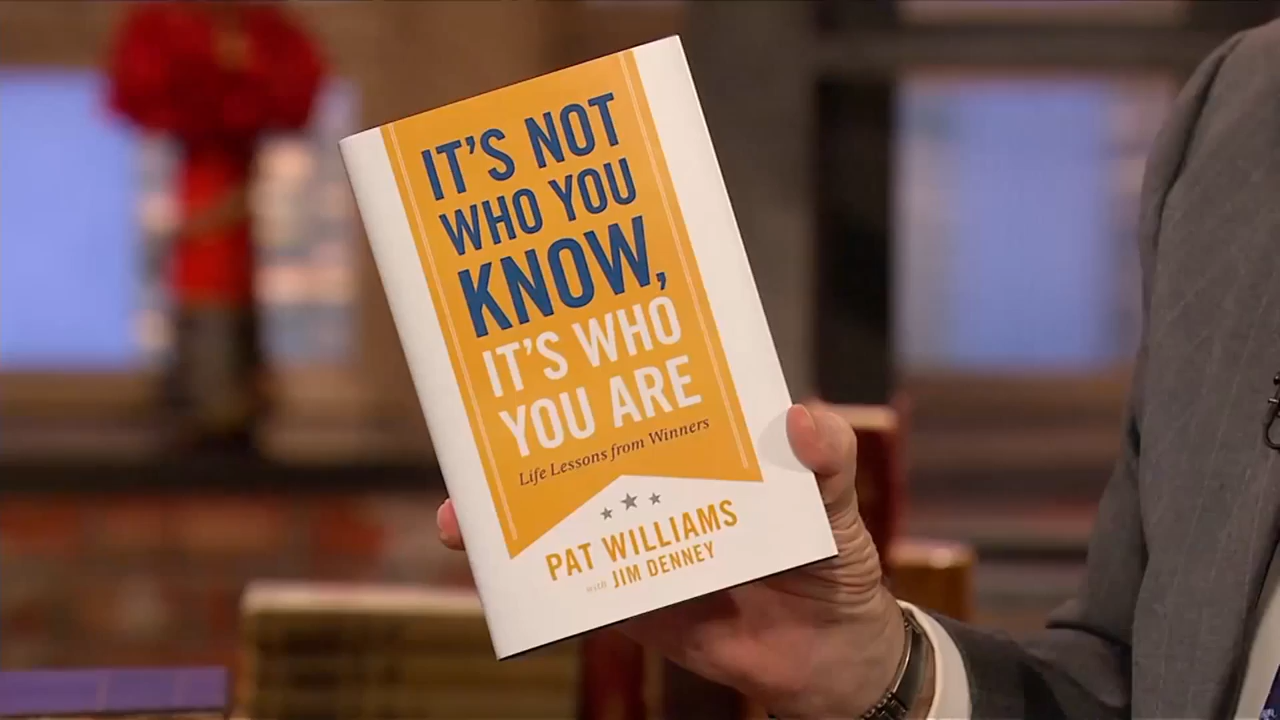 IT'S NOT
WHO YOU
KNOW,
IT'S WHO
YOU ARE
Life Lessons from Winners
PAT WILLIAMS
with JIM DENNEY